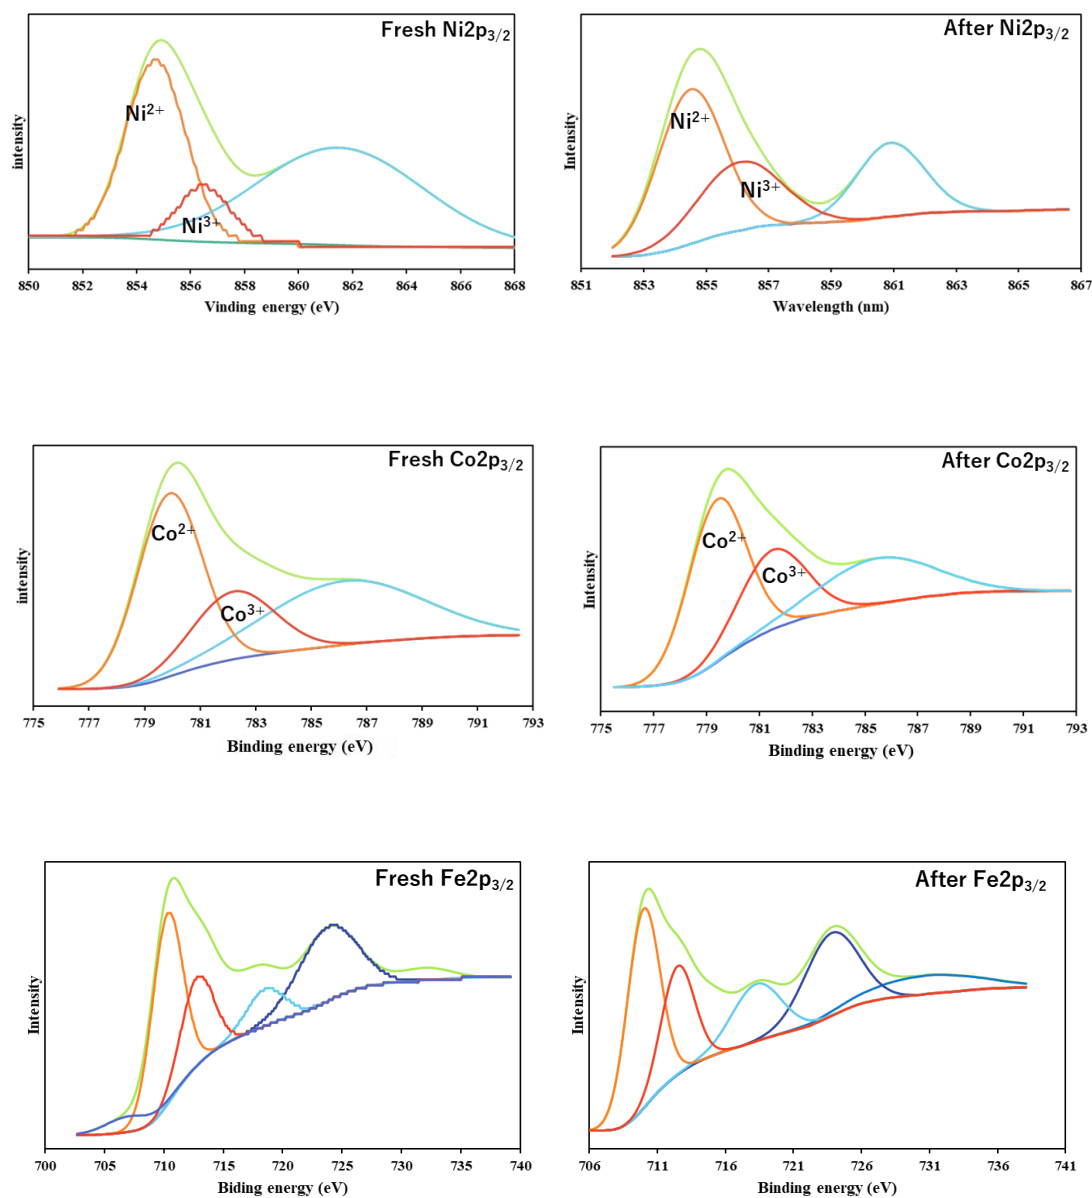 Fresh Ni2p3/2
intensity
Ni2+
Ni3+
850 852 854 856 858 860 862 864 866 868
Vinding energy (eV)
After Ni2p3/2
Intensity
Ni2+
Ni3+
851 853 855 857 859 861 863 865 867
Wavelength (nm)
Fresh Co2p3/2
intensity
Co2+
Co3+
775 777 779 781 783 785 787 789 791 793
Binding energy (eV)
After Co2p3/2
Intensity
Co2+
Co3+
775 777 779 781 783 785 787 789 791 793
Binding energy (eV)
Fresh Fe2p3/2
Intensity
700 705 710 715 720 725 730 735 740
Biding energy (eV)
After Fe2p3/2
Intensity
706 711 716 721 726 731 736 741
Binding energy (eV)